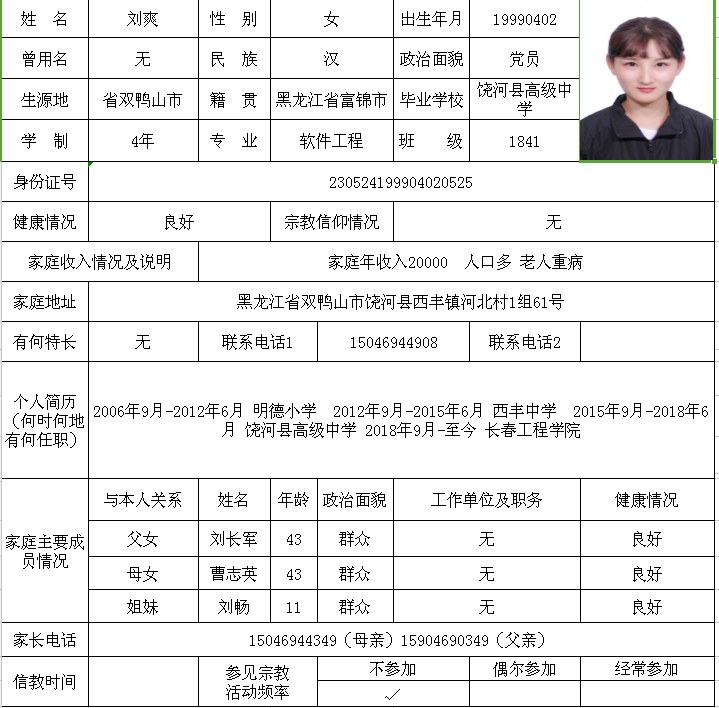 姓 名 刘爽 性 别 女 出生年月 19990402
曾用名 无 民 族 汉 政治面貌 党员
生源地 省双鸭山市 籍 贯 黑龙江省富锦市 毕业学校 饶河县高级中
学
学 制 4年 专 业 软件工程 班 级 1841
身份证号 230524199904020525
健康情况 良好 宗教信仰情况 无
家庭收入情况及说明 家庭年收入20000 人口多 老人重病
家庭地址 黑龙江省双鸭山市饶河县西丰镇河北村1组61号
有何特长 无 联系电话1 15046944908 联系电话2
个人简历
（何时何地
有何任职）
2006年9月-2012年6月 明德小学 2012年9月-2015年6月 西丰中学 2015年9月-2018年6
月 饶河县高级中学 2018年9月-至今 长春工程学院
家庭主要成
员情况
与本人关系 姓名 年龄 政治面貌 工作单位及职务 健康情况
父女 刘长军 43 群众 无 良好
母女 曹志英 43 群众 无 良好
姐妹 刘畅 11 群众 无 良好
家长电话 15046944349（母亲）15904690349（父亲）
信教时间 参见宗教
活动频率
不参加 偶尔参加 经常参加
✓